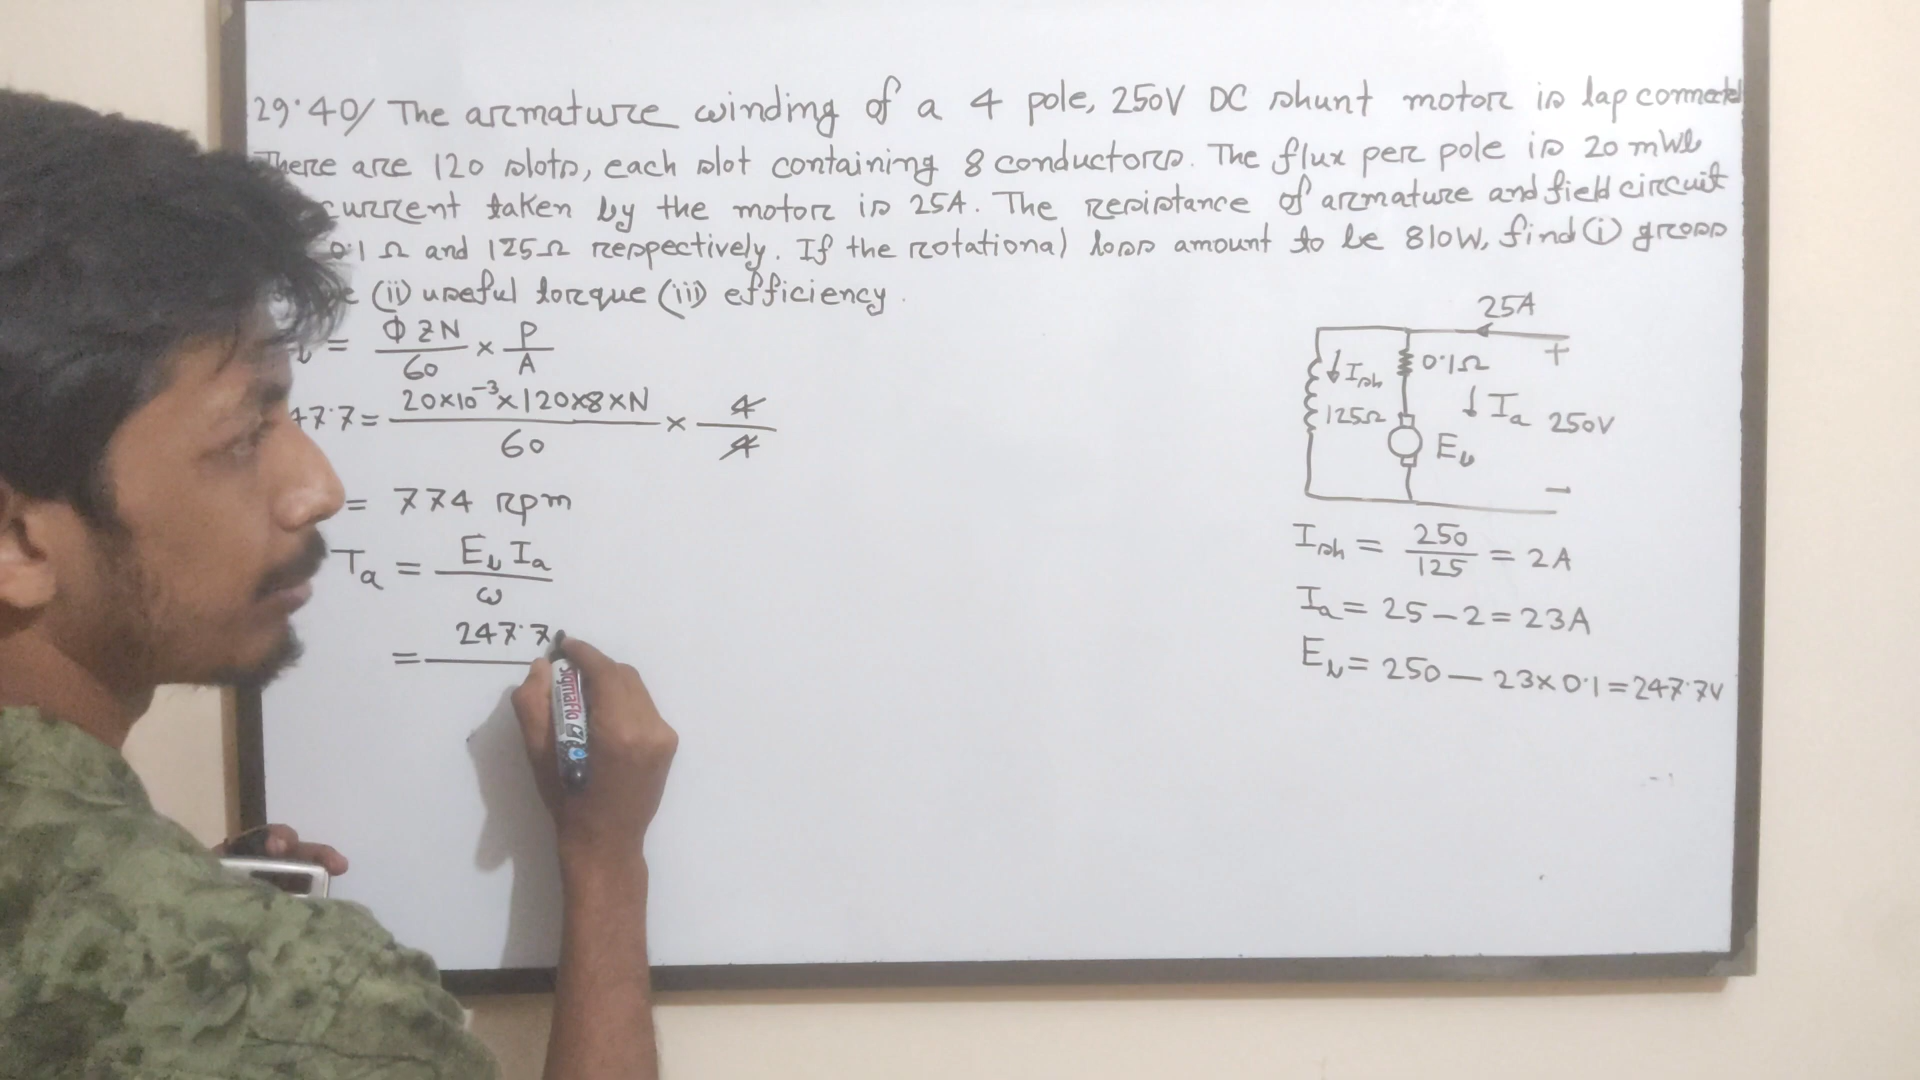 29.40/ The armature winding of a 4 pole, 250V DC shunt motor is lap connected
There are 120 slots, each slot containing 8 conductors. The flux per pole is 20 mWb
current taken by the motor is 25A. The resistance of armature and field circuit
0.1 Ω and 125Ω respectively. If the rotational loss amount to be 810W, find (i) gross
(ii) useful torque (iii) efficiency.
= ΦZN/60 × P/A
47.7 = 20×10⁻³×120×8×N/60 × 4/4
= 774 rpm
Ta = Eb Ia/ω
= 247.7
25A
+
Ish
0.1Ω
125Ω
Ia
250V
Eb
–
Ish = 250/125 = 2A
Ia = 25 – 2 = 23A
Eb = 250 – 23×0.1 = 247.7V
SigmaFlo